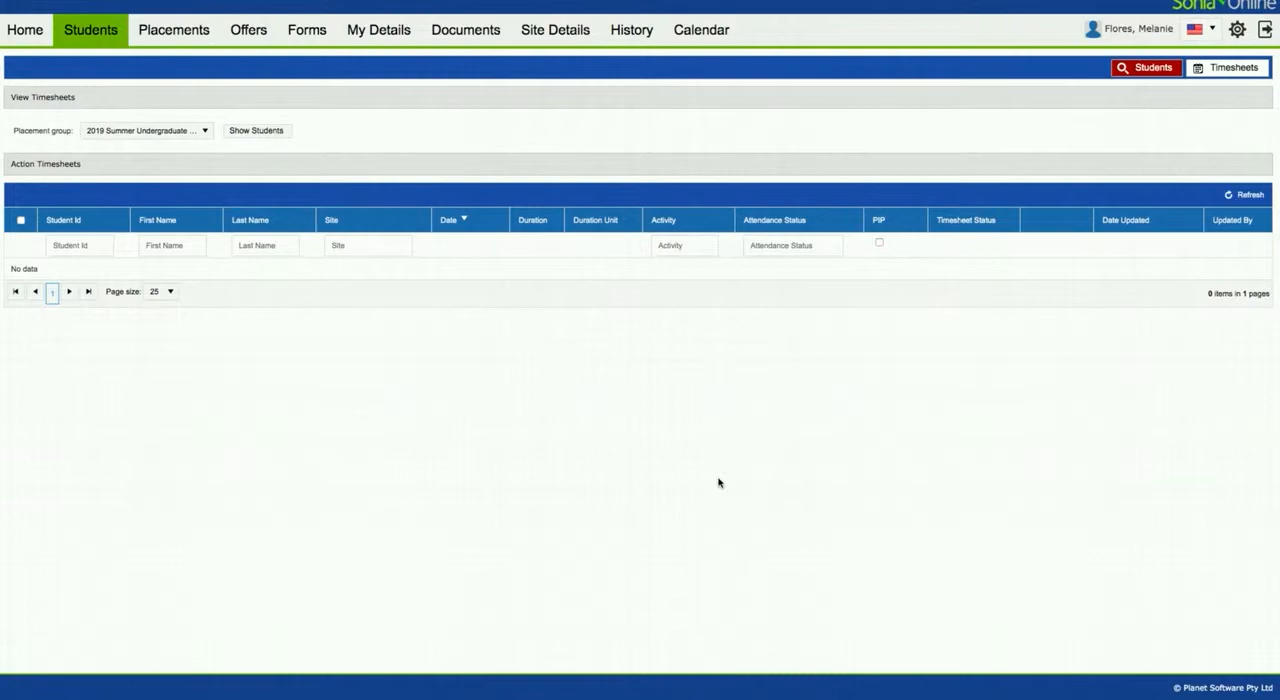 Sonia Online
Home Students Placements Offers Forms My Details Documents Site Details History Calendar Flores, Melanie
Students Timesheets
View Timesheets
Placement group: 2019 Summer Undergraduate ... Show Students
Action Timesheets
Refresh
Student Id First Name Last Name Site Date Duration Duration Unit Activity Attendance Status PIP Timesheet Status Date Updated Updated By
Student Id First Name Last Name Site Activity Attendance Status
No data
1 Page size: 25 0 items in 1 pages
© Planet Software Pty Ltd